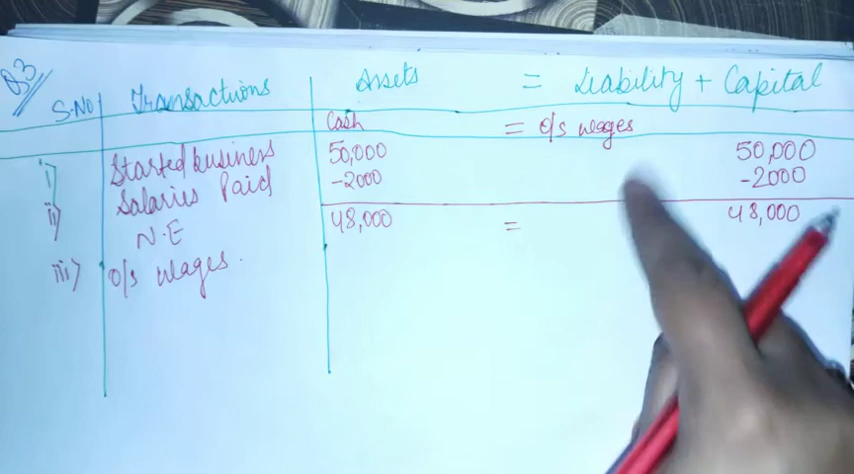 Q3
S.No Transactions Assets = Liability + Capital
Cash = o/s wages
i) Started business 50,000 50,000
Salaries Paid -2000 -2000
ii) N.E 48,000 = 48,000
iii) o/s wages.